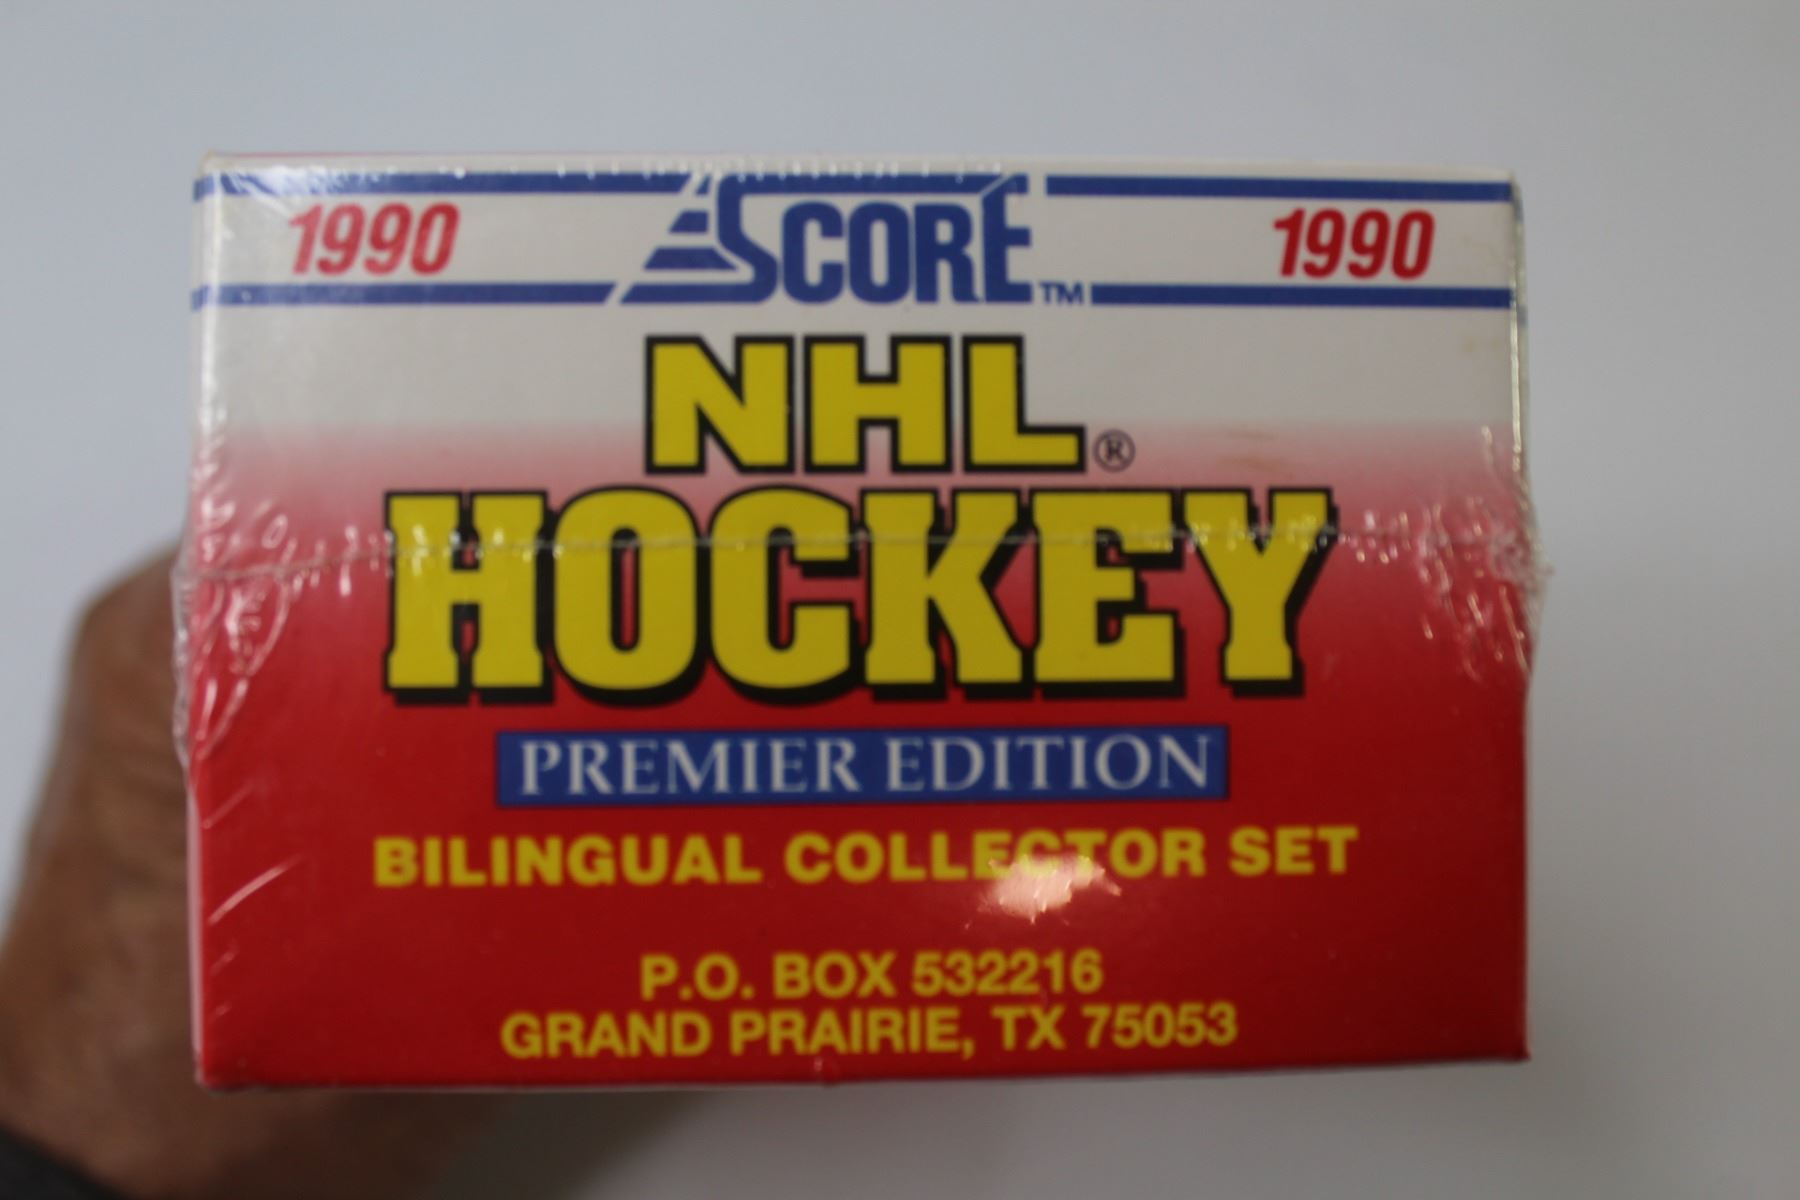 1990 SCORE™ 1990
NHL®
HOCKEY
PREMIER EDITION
BILINGUAL COLLECTOR SET
P.O. BOX 532216
GRAND PRAIRIE, TX 75053